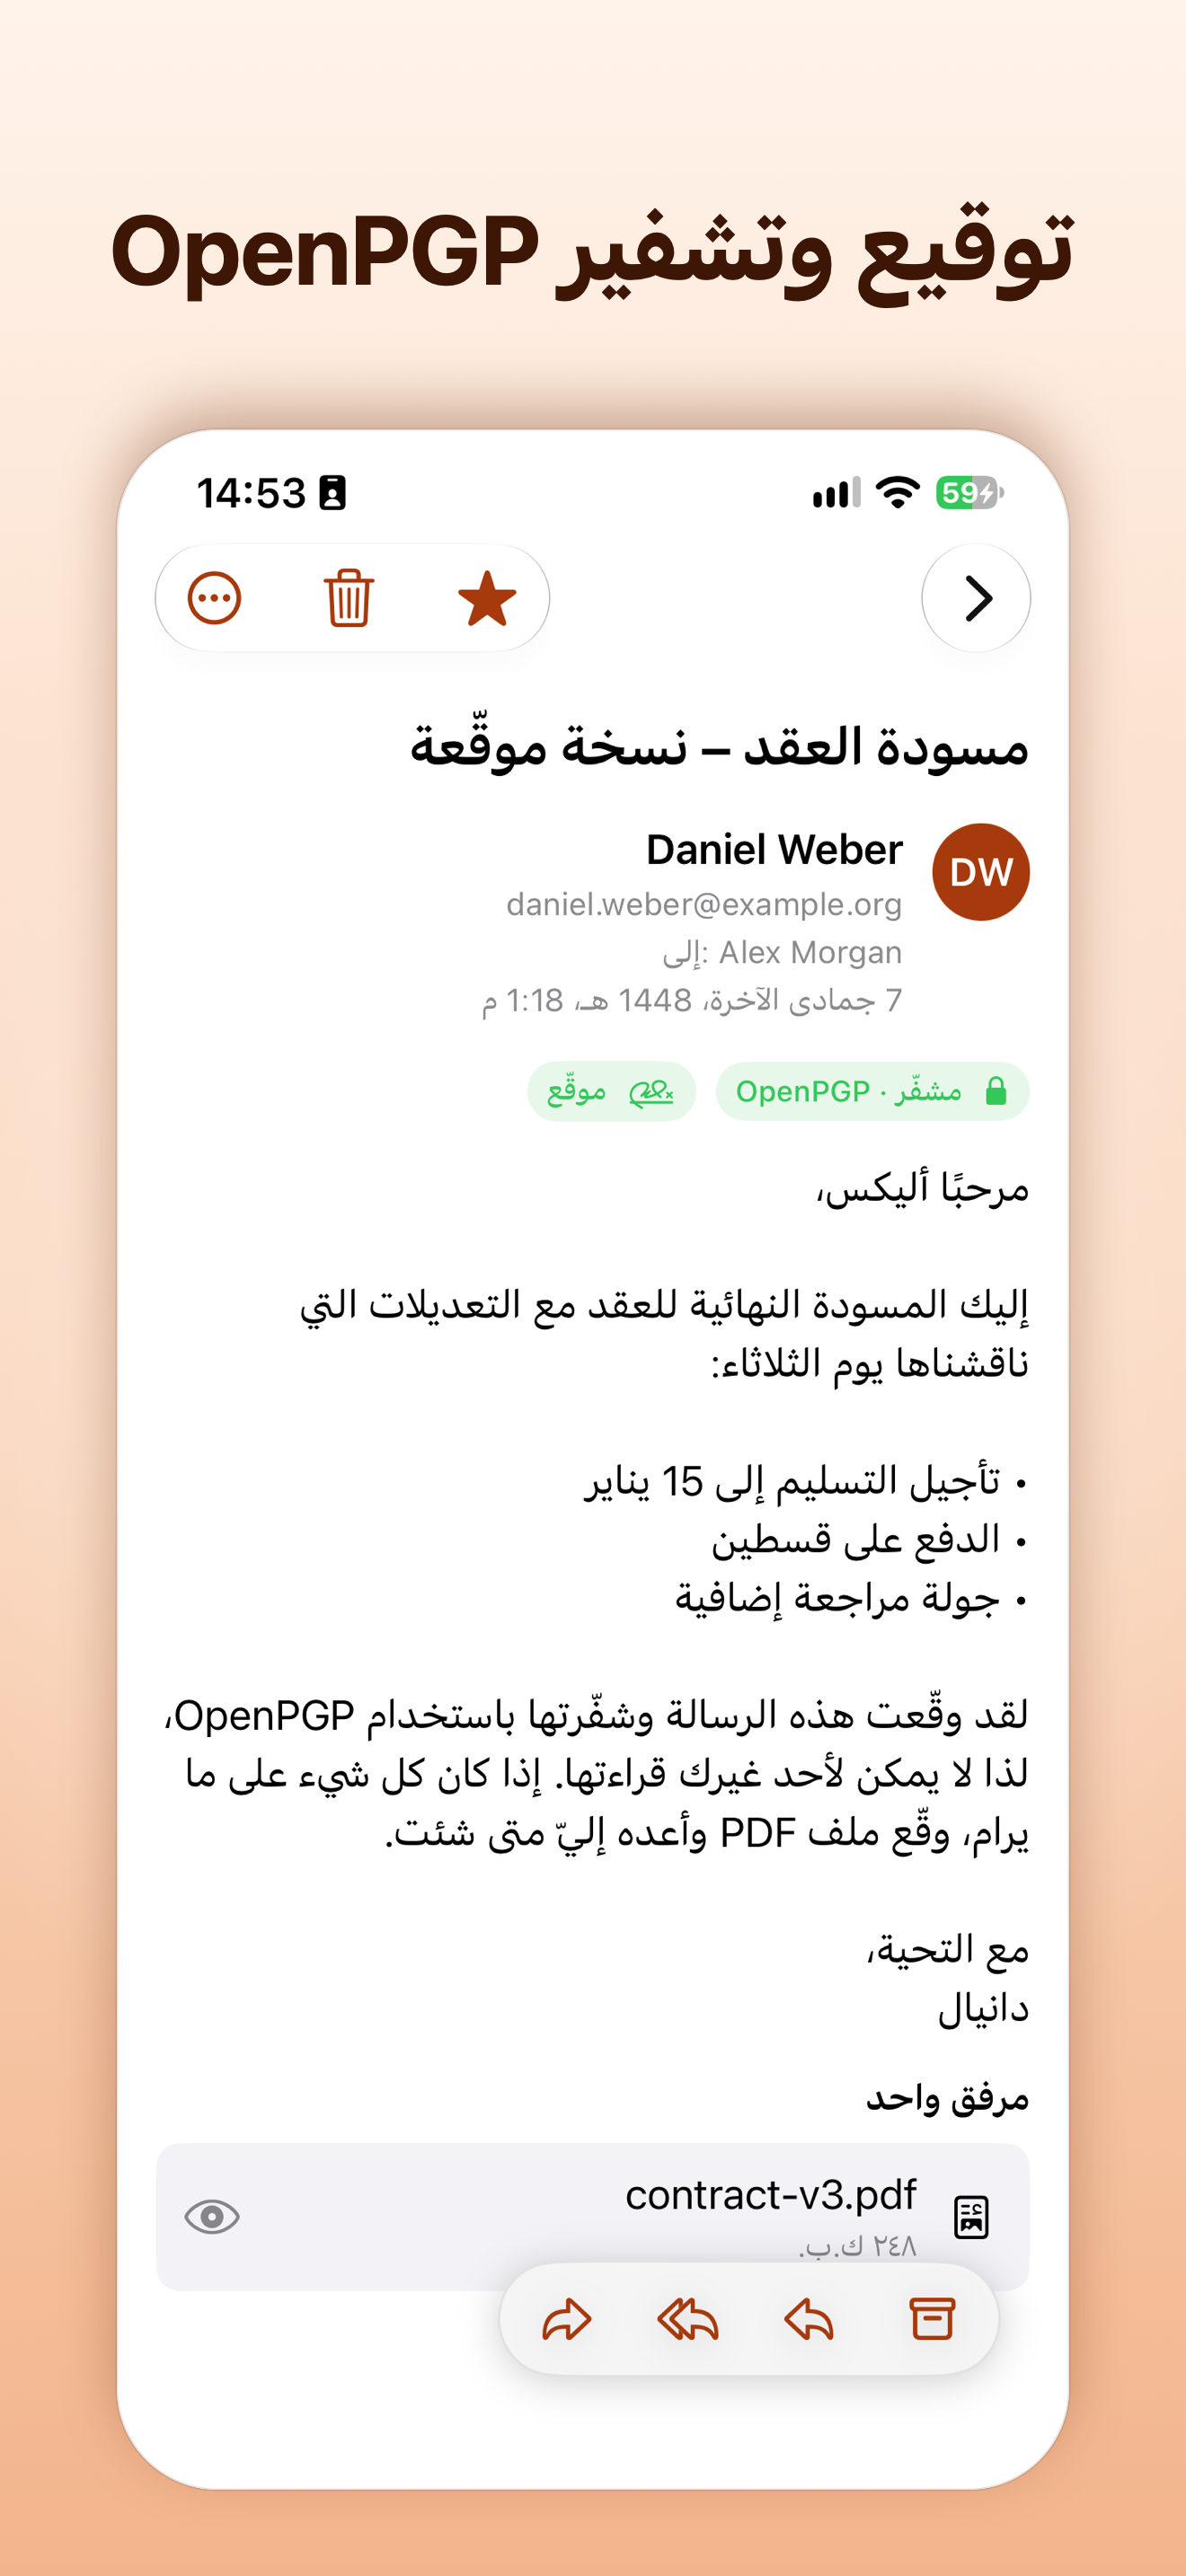 توقيع وتشفير OpenPGP
14:53
59
مسودة العقد – نسخة موقّعة
DW
Daniel Weber
daniel.weber@example.org
إلى: Alex Morgan
7 جمادى الآخرة، 1448 هـ، 1:18 م
مشفّر · OpenPGP
موقّع
مرحبًا أليكس،
إليك المسودة النهائية للعقد مع التعديلات التي
ناقشناها يوم الثلاثاء:
• تأجيل التسليم إلى 15 يناير
• الدفع على قسطين
• جولة مراجعة إضافية
لقد وقّعت هذه الرسالة وشفّرتها باستخدام OpenPGP،
لذا لا يمكن لأحد غيرك قراءتها. إذا كان كل شيء على ما
يرام، وقّع ملف PDF وأعده إليّ متى شئت.
مع التحية،
دانيال
مرفق واحد
contract-v3.pdf
٢٤٨ ك.ب.